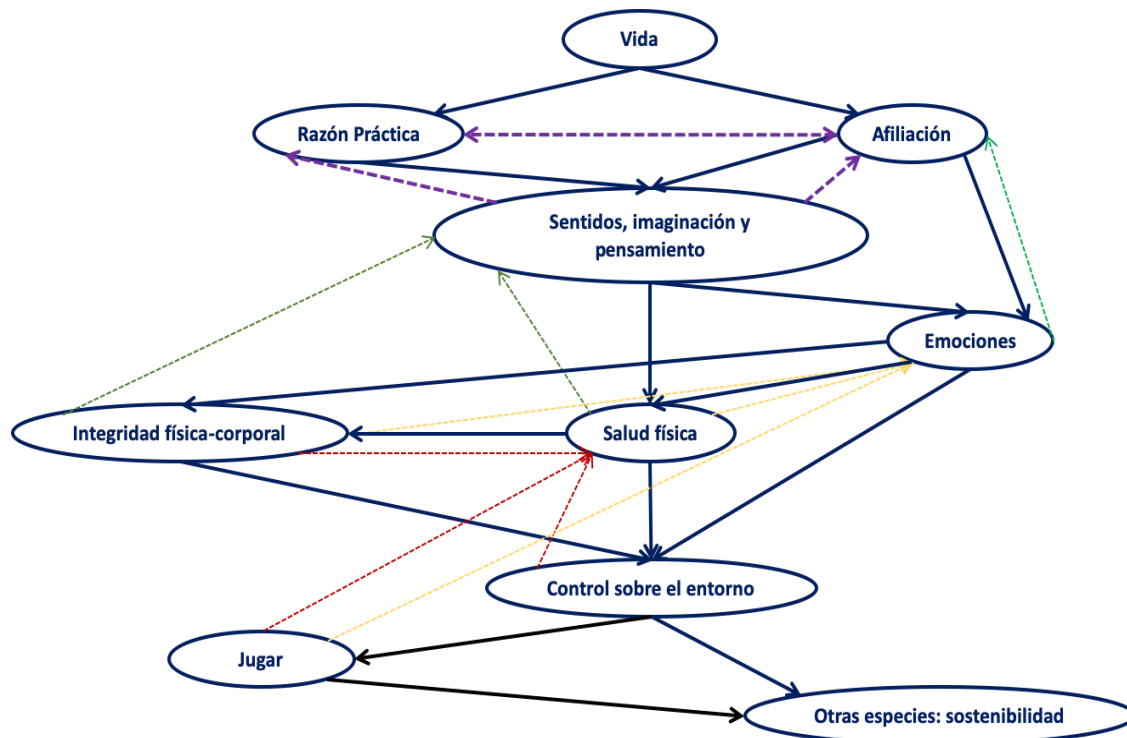 Vida
Razón Práctica
Afiliación
Sentidos, imaginación y
pensamiento
Emociones
Integridad física-corporal
Salud física
Control sobre el entorno
Jugar
Otras especies: sostenibilidad